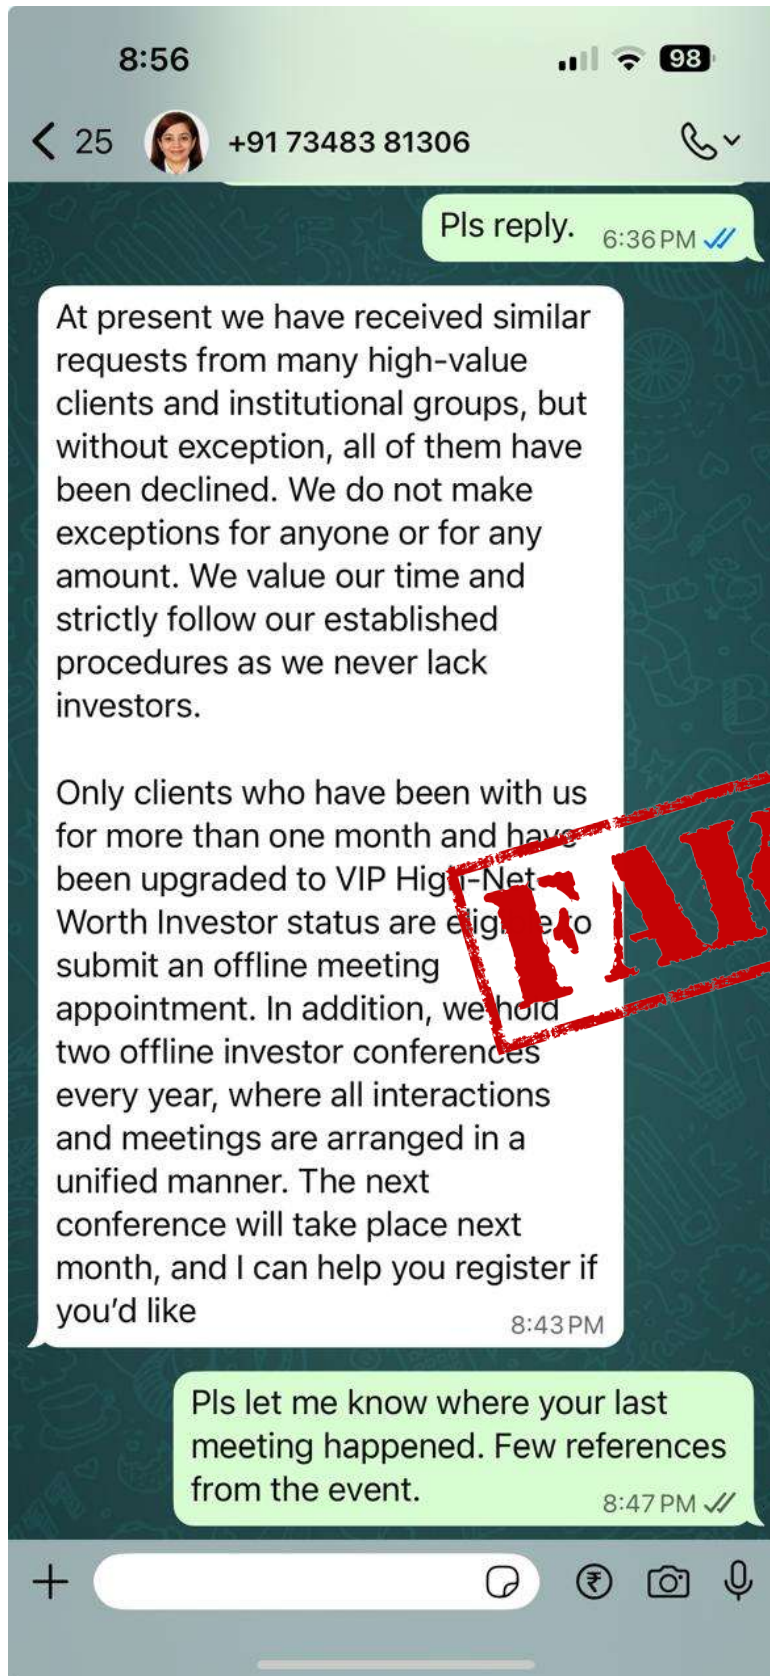 8:56
98
25
+91 73483 81306
Pls reply.
6:36 PM
At present we have received similar
requests from many high-value
clients and institutional groups, but
without exception, all of them have
been declined. We do not make
exceptions for anyone or for any
amount. We value our time and
strictly follow our established
procedures as we never lack
investors.
Only clients who have been with us
for more than one month and have
been upgraded to VIP High-Net-
Worth Investor status are eligible to
submit an offline meeting
appointment. In addition, we hold
two offline investor conferences
every year, where all interactions
and meetings are arranged in a
unified manner. The next
conference will take place next
month, and I can help you register if
you'd like
8:43 PM
Pls let me know where your last
meeting happened. Few references
from the event.
8:47 PM